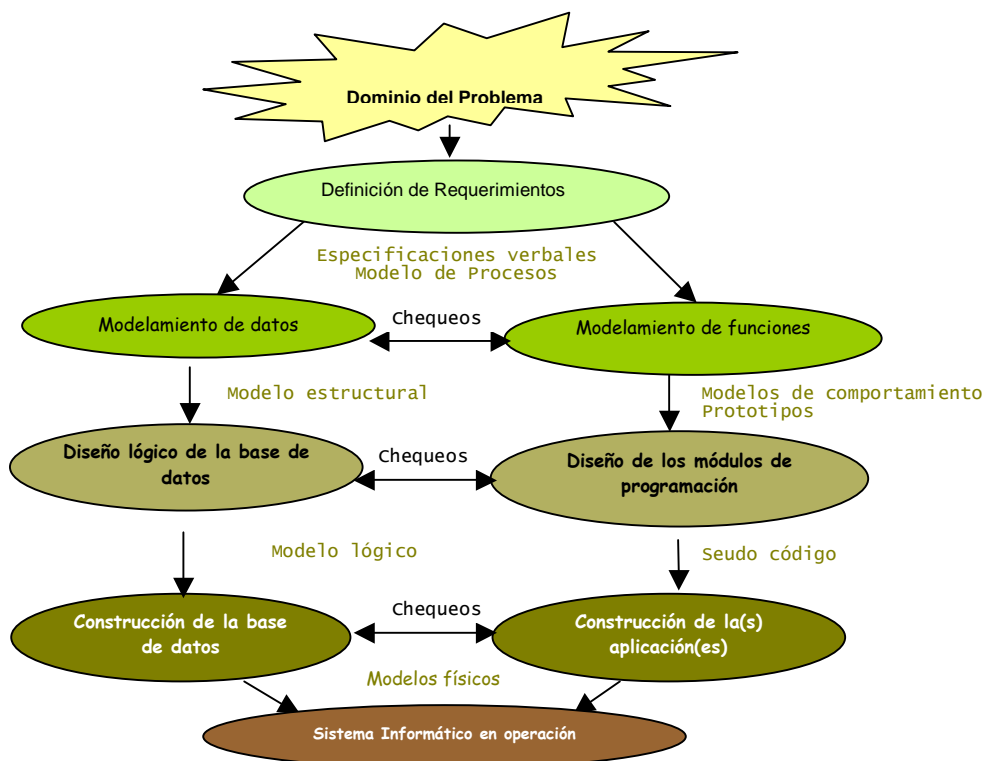 Dominio del Problema
Definición de Requerimientos
Especificaciones verbales
Modelo de Procesos
Modelamiento de datos
Chequeos
Modelamiento de funciones
Modelo estructural
Modelos de comportamiento
Prototipos
Diseño lógico de la base de
datos
Chequeos
Diseño de los módulos de
programación
Modelo lógico
Seudo código
Construcción de la base
de datos
Chequeos
Construcción de la(s)
aplicación(es)
Modelos físicos
Sistema Informático en operación